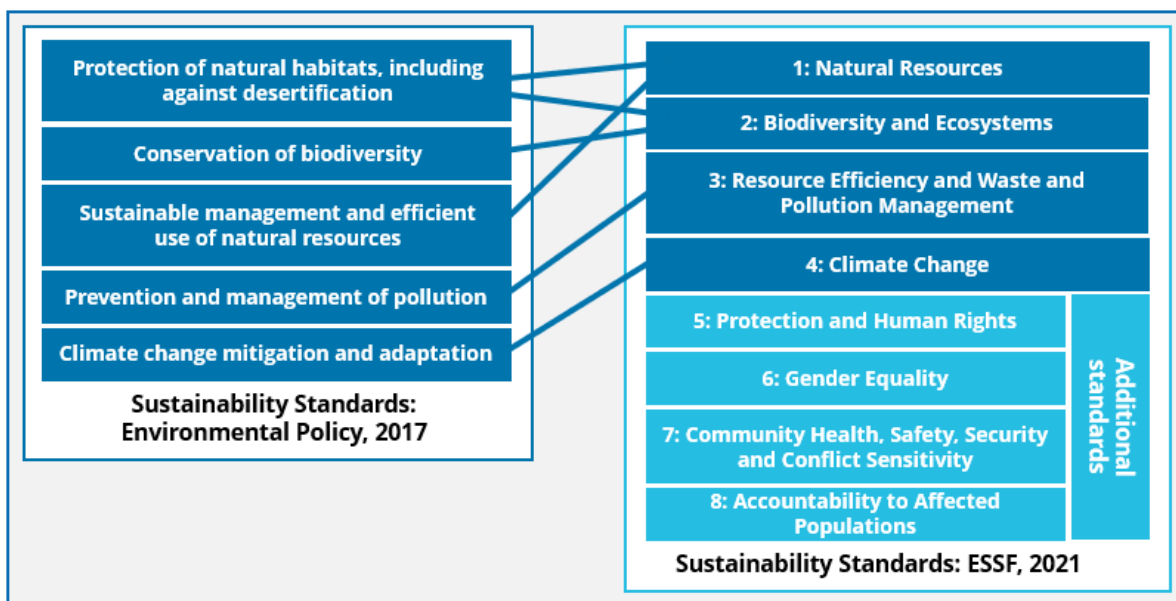 Protection of natural habitats, including
against desertification
Conservation of biodiversity
Sustainable management and efficient
use of natural resources
Prevention and management of pollution
Climate change mitigation and adaptation
Sustainability Standards:
Environmental Policy, 2017
1: Natural Resources
2: Biodiversity and Ecosystems
3: Resource Efficiency and Waste and
Pollution Management
4: Climate Change
5: Protection and Human Rights
6: Gender Equality
7: Community Health, Safety, Security
and Conflict Sensitivity
8: Accountability to Affected
Populations
Additional
standards
Sustainability Standards: ESSF, 2021